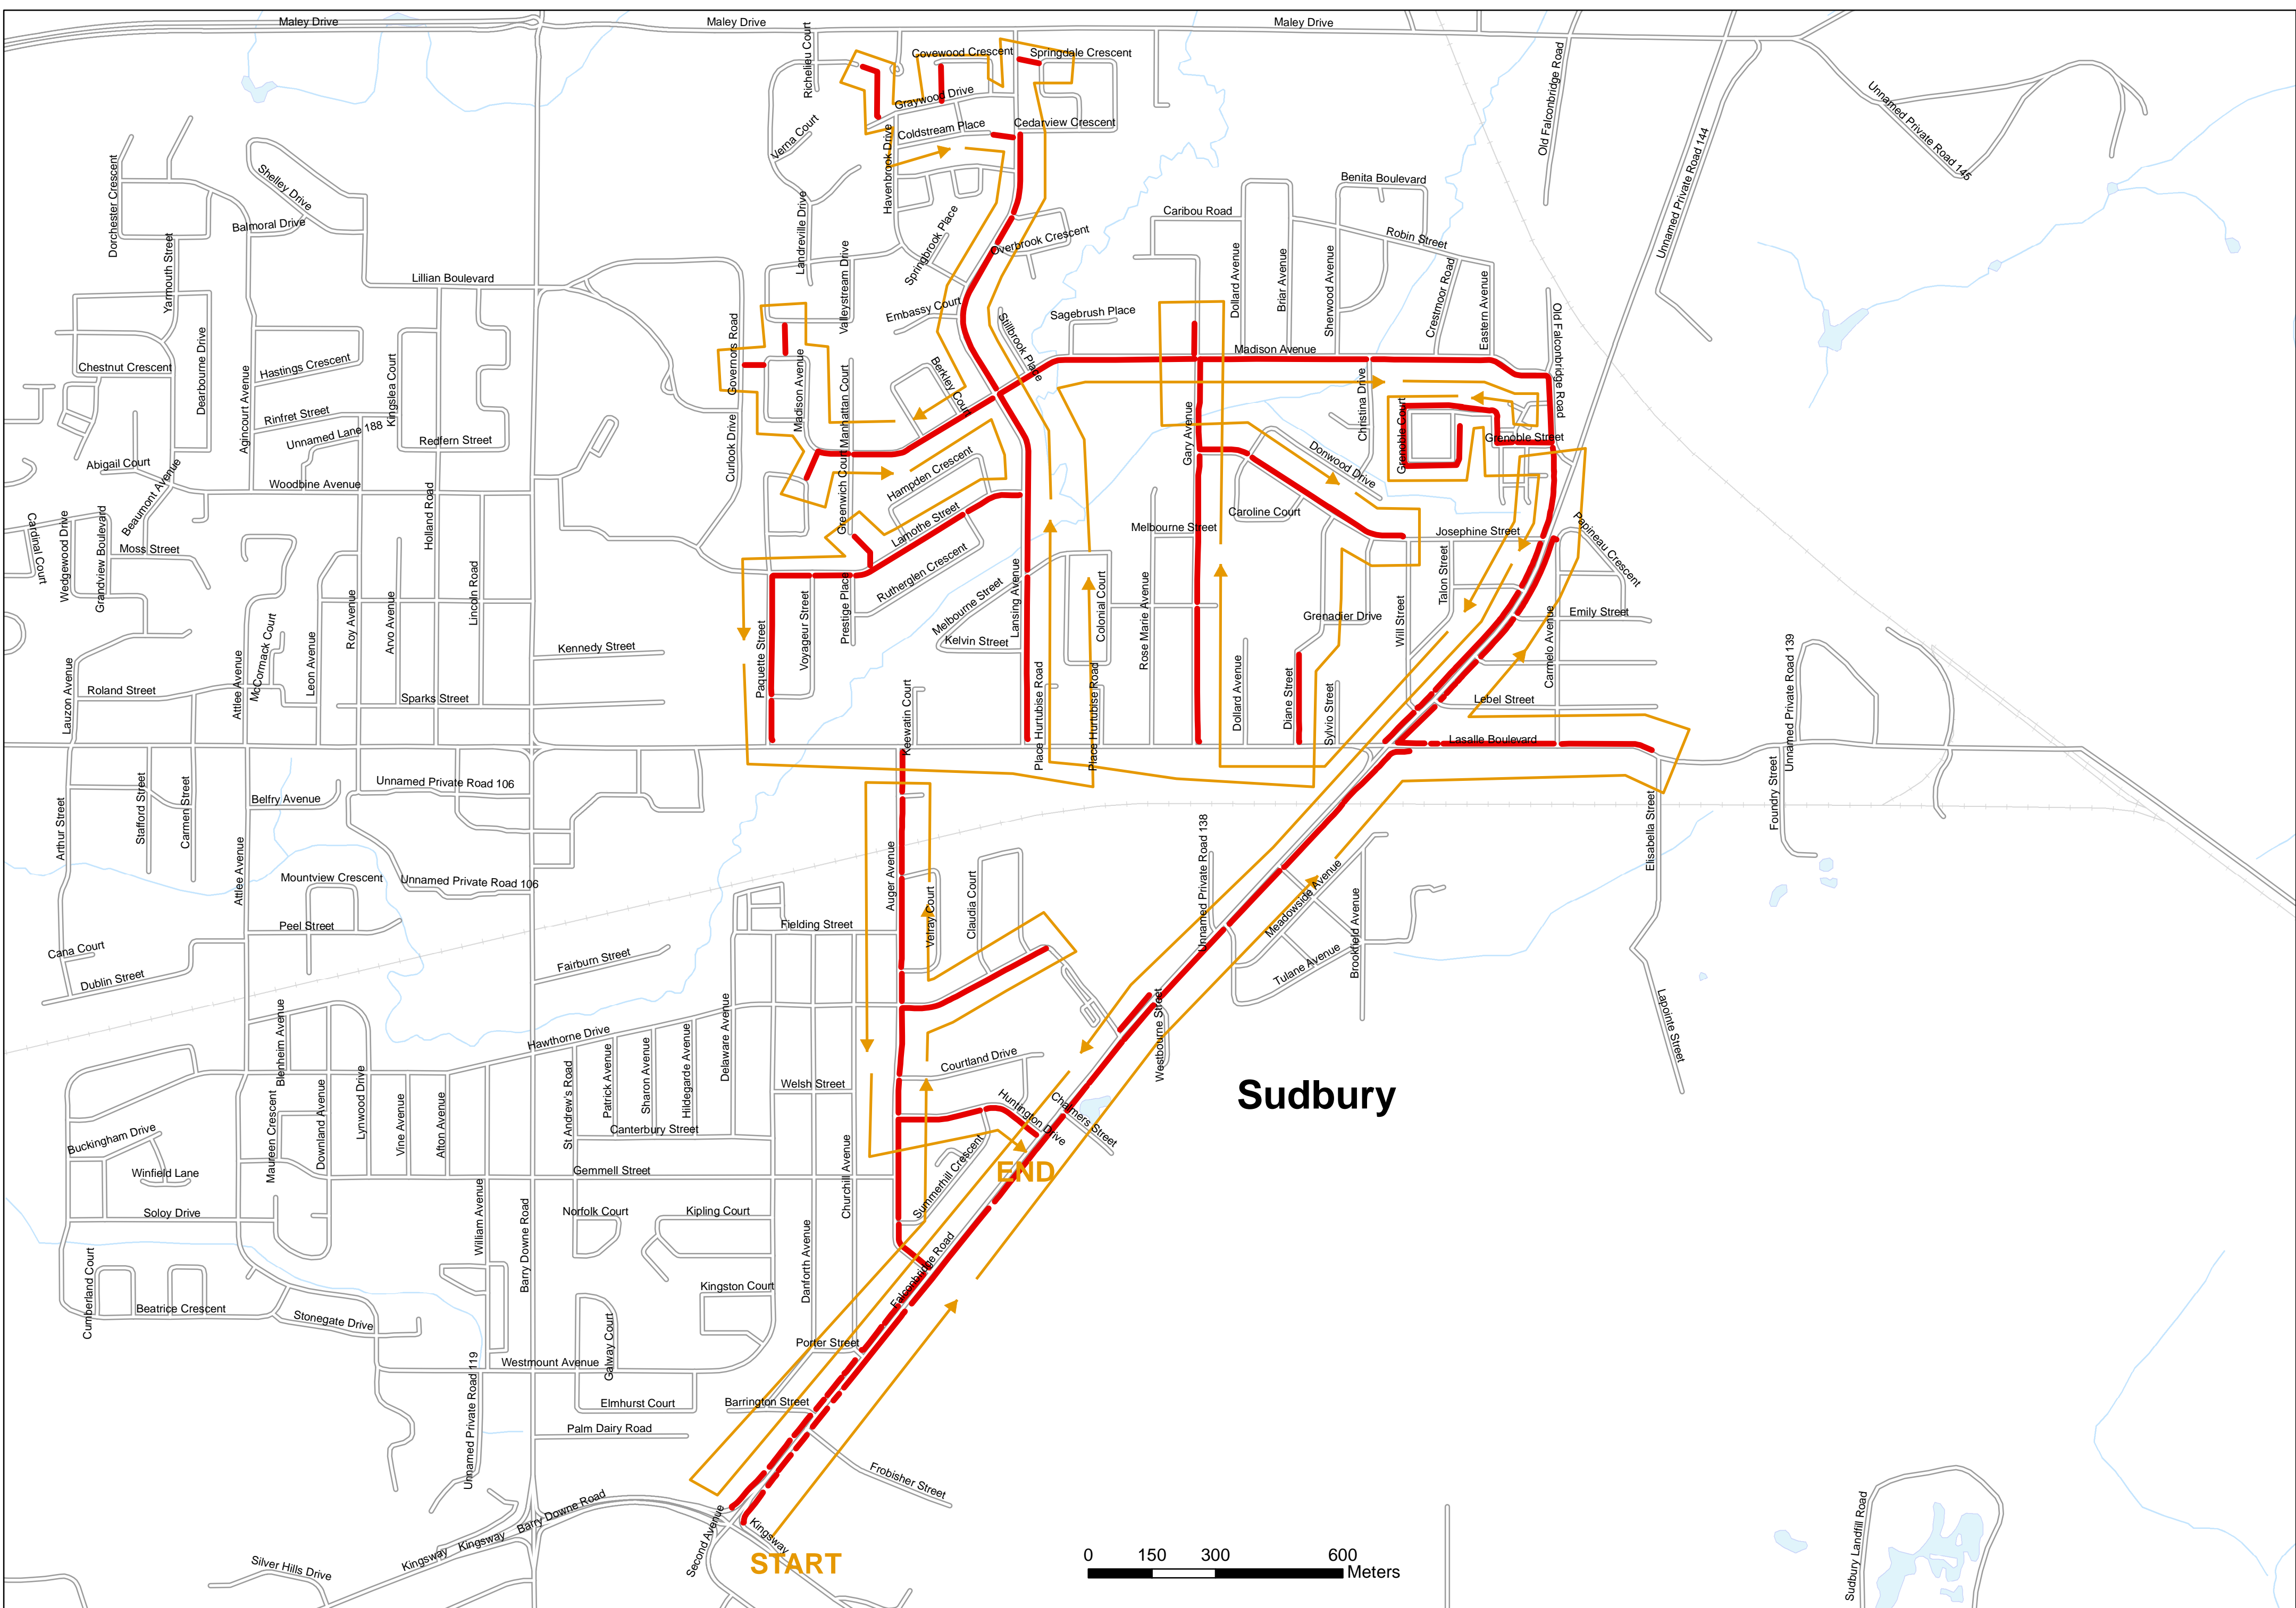 Maley Drive
Maley Drive
Maley Drive
Richelieu Court
Covewood Crescent
Springdale Crescent
Old Falconbridge Road
Unnamed Private Road 145
Graywood Drive
Coldstream Place
Cedarview Crescent
Verna Court
Havenbrook Drive
Unnamed Private Road 144
Dorchester Crescent
Shelley Drive
Balmoral Drive
Benita Boulevard
Caribou Road
Robin Street
Yarmouth Street
Landreville Drive
Springbrook Place
Overbrook Crescent
Valleystream Drive
Dollard Avenue
Briar Avenue
Sherwood Avenue
Crestmoor Road
Eastern Avenue
Lillian Boulevard
Embassy Court
Stillbrook Place
Sagebrush Place
Old Falconbridge Road
Governors Road
Madison Avenue
Chestnut Crescent
Dearbourne Drive
Hastings Crescent
Kingslea Court
Agincourt Avenue
Madison Avenue
Manhattan Court
Berkley Court
Christina Drive
Rinfret Street
Unnamed Lane 188
Redfern Street
Curlook Drive
Gary Avenue
Grenoble Court
Grenoble Street
Abigail Court
Beaumont Avenue
Woodbine Avenue
Greenwich Court
Hampden Crescent
Donwood Drive
Cardinal Court
Wedgewood Drive
Grandview Boulevard
Moss Street
Holland Road
Lamothe Street
Caroline Court
Melbourne Street
Josephine Street
Papineau Crescent
Rutherglen Crescent
Talon Street
Lincoln Road
Roy Avenue
Arvo Avenue
Prestige Place
Voyageur Street
Paquette Street
Melbourne Street
Kelvin Street
Lansing Avenue
Colonial Court
Rose Marie Avenue
Grenadier Drive
Will Street
Emily Street
Carmelo Avenue
McCormack Court
Leon Avenue
Kennedy Street
Unnamed Private Road 139
Lauzon Avenue
Roland Street
Attlee Avenue
Sparks Street
Keewatin Court
Place Hurtubise Road
Place Hurtubise Road
Dollard Avenue
Diane Street
Sylvio Street
Lebel Street
Lasalle Boulevard
Arthur Street
Stafford Street
Carmen Street
Belfry Avenue
Unnamed Private Road 106
Foundry Street
Elisabella Street
Attlee Avenue
Mountview Crescent
Unnamed Private Road 106
Auger Avenue
Velray Court
Claudia Court
Unnamed Private Road 138
Meadowside Avenue
Brookfield Avenue
Peel Street
Fielding Street
Cana Court
Dublin Street
Fairburn Street
Tulane Avenue
Lapointe Street
Blenheim Avenue
Hawthorne Drive
Delaware Avenue
Westbourne Street
Courtland Drive
Maureen Crescent
Downland Avenue
Lynwood Drive
Vine Avenue
Afton Avenue
St Andrew's Road
Patrick Avenue
Sharon Avenue
Hildegarde Avenue
Welsh Street
Huntington Drive
Chalmers Street
Sudbury
Buckingham Drive
Canterbury Street
Winfield Lane
Gemmell Street
Churchill Avenue
Summerhill Crescent
END
Soloy Drive
William Avenue
Barry Downe Road
Norfolk Court
Kipling Court
Cumberland Court
Danforth Avenue
Falconbridge Road
Kingston Court
Beatrice Crescent
Stonegate Drive
Galway Court
Porter Street
Westmount Avenue
Unnamed Private Road 119
Elmhurst Court
Barrington Street
Palm Dairy Road
Frobisher Street
Barry Downe Road
Kingsway
Kingsway
Second Avenue
Kingsway
Silver Hills Drive
START
0 150 300 600
Meters
Sudbury Landfill Road